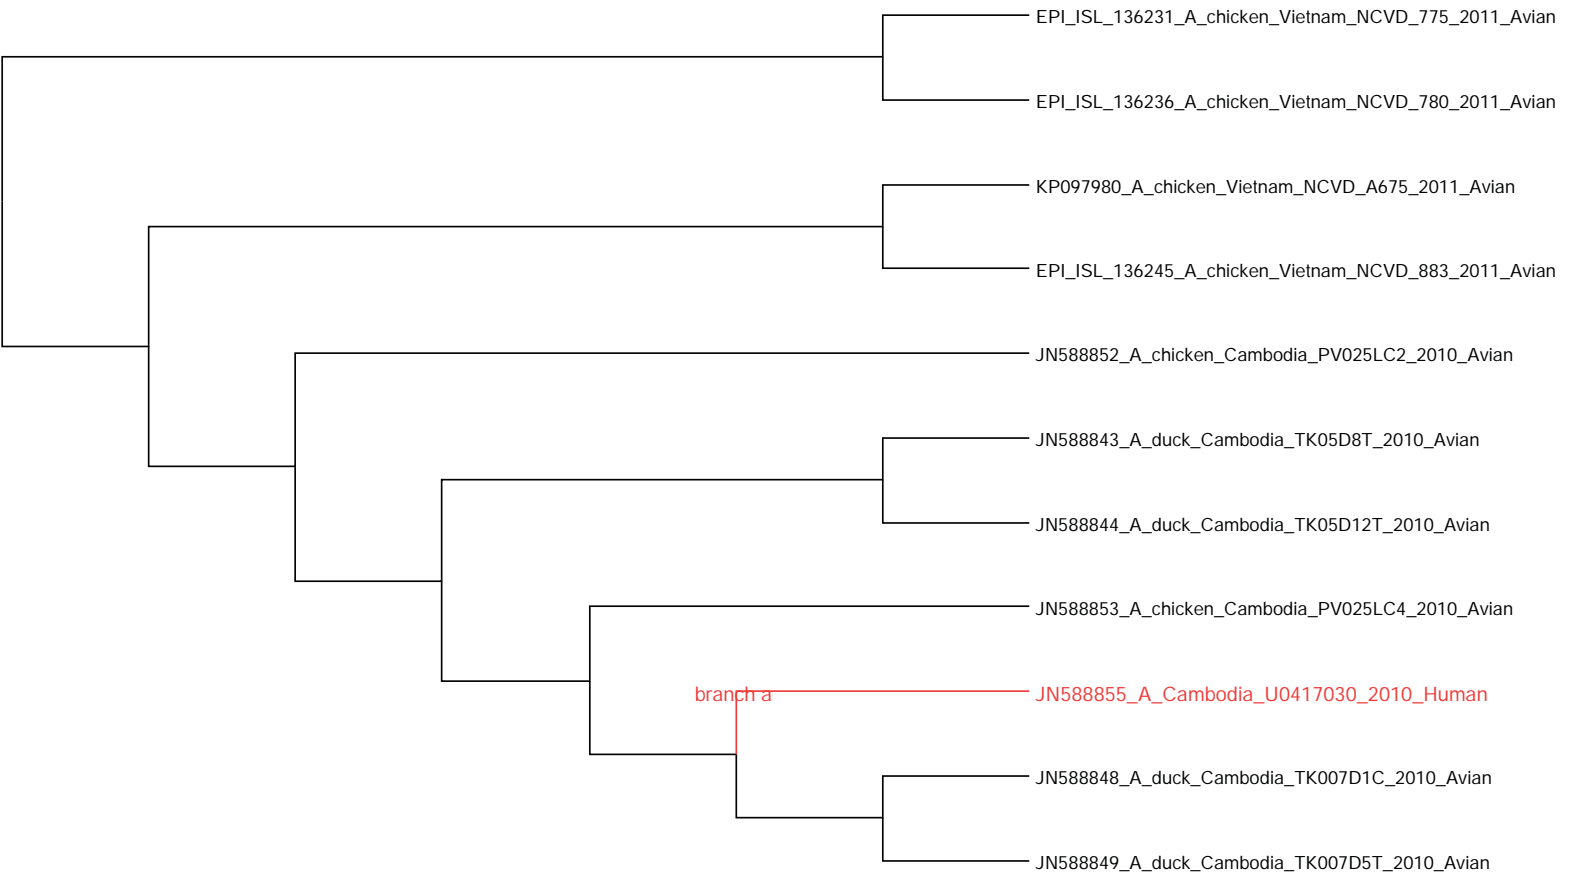 EPI_ISL_136231_A_chicken_Vietnam_NCVD_775_2011_Avian
EPI_ISL_136236_A_chicken_Vietnam_NCVD_780_2011_Avian
KP097980_A_chicken_Vietnam_NCVD_A675_2011_Avian
EPI_ISL_136245_A_chicken_Vietnam_NCVD_883_2011_Avian
JN588852_A_chicken_Cambodia_PV025LC2_2010_Avian
JN588843_A_duck_Cambodia_TK05D8T_2010_Avian
JN588844_A_duck_Cambodia_TK05D12T_2010_Avian
JN588853_A_chicken_Cambodia_PV025LC4_2010_Avian
branch a
JN588855_A_Cambodia_U0417030_2010_Human
JN588848_A_duck_Cambodia_TK007D1C_2010_Avian
JN588849_A_duck_Cambodia_TK007D5T_2010_Avian